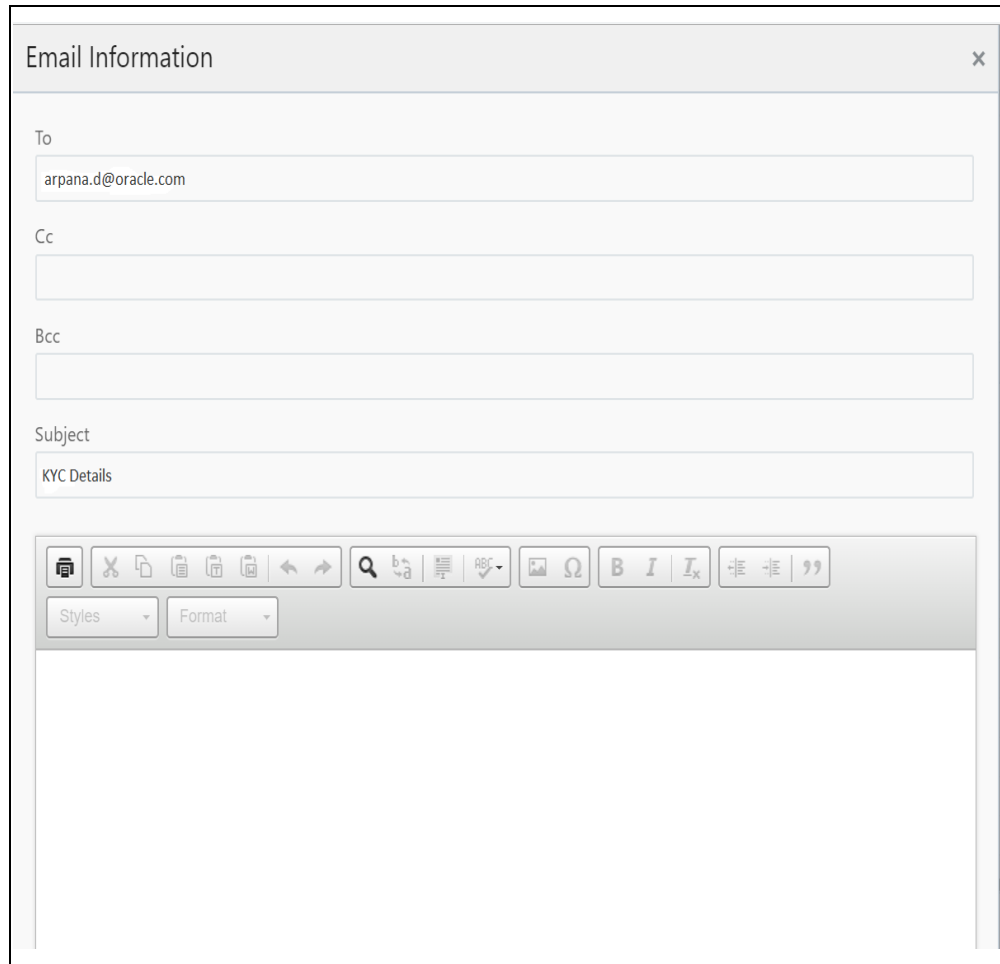 Email Information
To
arpana.d@oracle.com
Cc
Bcc
Subject
KYC Details
Styles Format